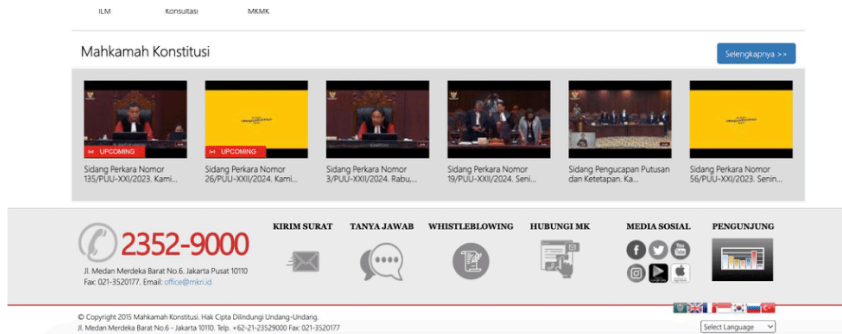 ILM Konsultasi MKMK
Mahkamah Konstitusi
Selengkapnya >>
UPCOMING
UPCOMING
Sidang Perkara Nomor
135/PUU-XXI/2023. Kami...
Sidang Perkara Nomor
26/PUU-XXII/2024. Kami...
Sidang Perkara Nomor
3/PUU-XXII/2024. Rabu,...
Sidang Perkara Nomor
19/PUU-XXII/2024. Seni...
Sidang Pengucapan Putusan
dan Ketetapan. Ka...
Sidang Perkara Nomor
56/PUU-XXI/2023. Senin...
2352-9000
Jl. Medan Merdeka Barat No.6. Jakarta Pusat 10110
Fax: 021-3520177. Email: office@mkri.id
KIRIM SURAT
TANYA JAWAB
WHISTLEBLOWING
HUBUNGI MK
MEDIA SOSIAL
You
Tube
PENGUNJUNG
© Copyright 2015 Mahkamah Konstitusi. Hak Cipta Dilindungi Undang-Undang.
Jl. Medan Merdeka Barat No.6 - Jakarta 10110. Telp. +62-21-23529000 Fax: 021-3520177
Select Language